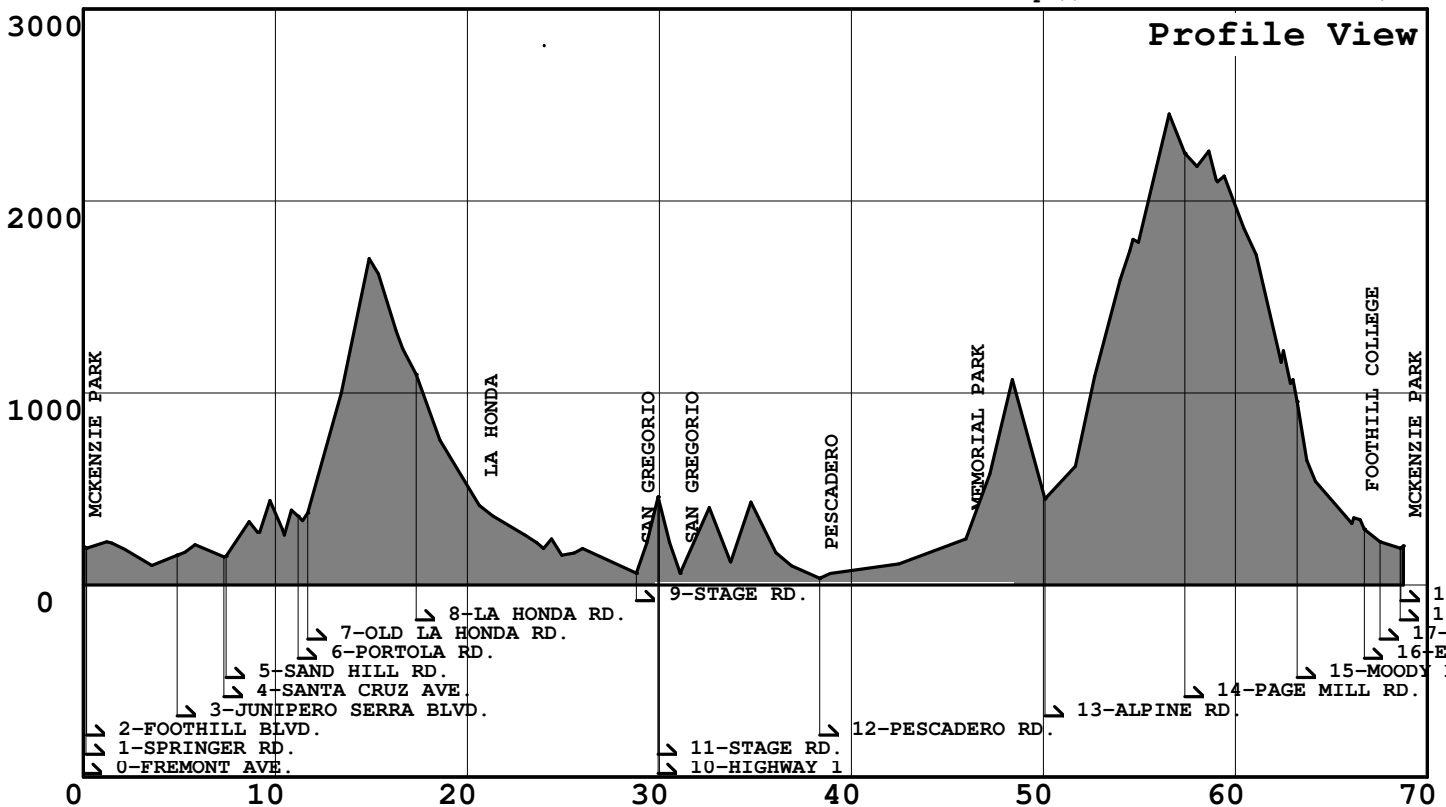 3000
Profile View
2000
1000
0
MCKENZIE PARK
LA HONDA
SAN GREGORIO
SAN GREGORIO
PESCADERO
MEMORIAL PARK
FOOTHILL COLLEGE
MCKENZIE PARK
9-STAGE RD.
8-LA HONDA RD.
7-OLD LA HONDA RD.
6-PORTOLA RD.
5-SAND HILL RD.
4-SANTA CRUZ AVE.
3-JUNIPERO SERRA BLVD.
2-FOOTHILL BLVD.
1-SPRINGER RD.
0-FREMONT AVE.
11-STAGE RD.
10-HIGHWAY 1
12-PESCADERO RD.
13-ALPINE RD.
14-PAGE MILL RD.
15-MOODY
16-E
17-
1
1
0 10 20 30 40 50 60 70